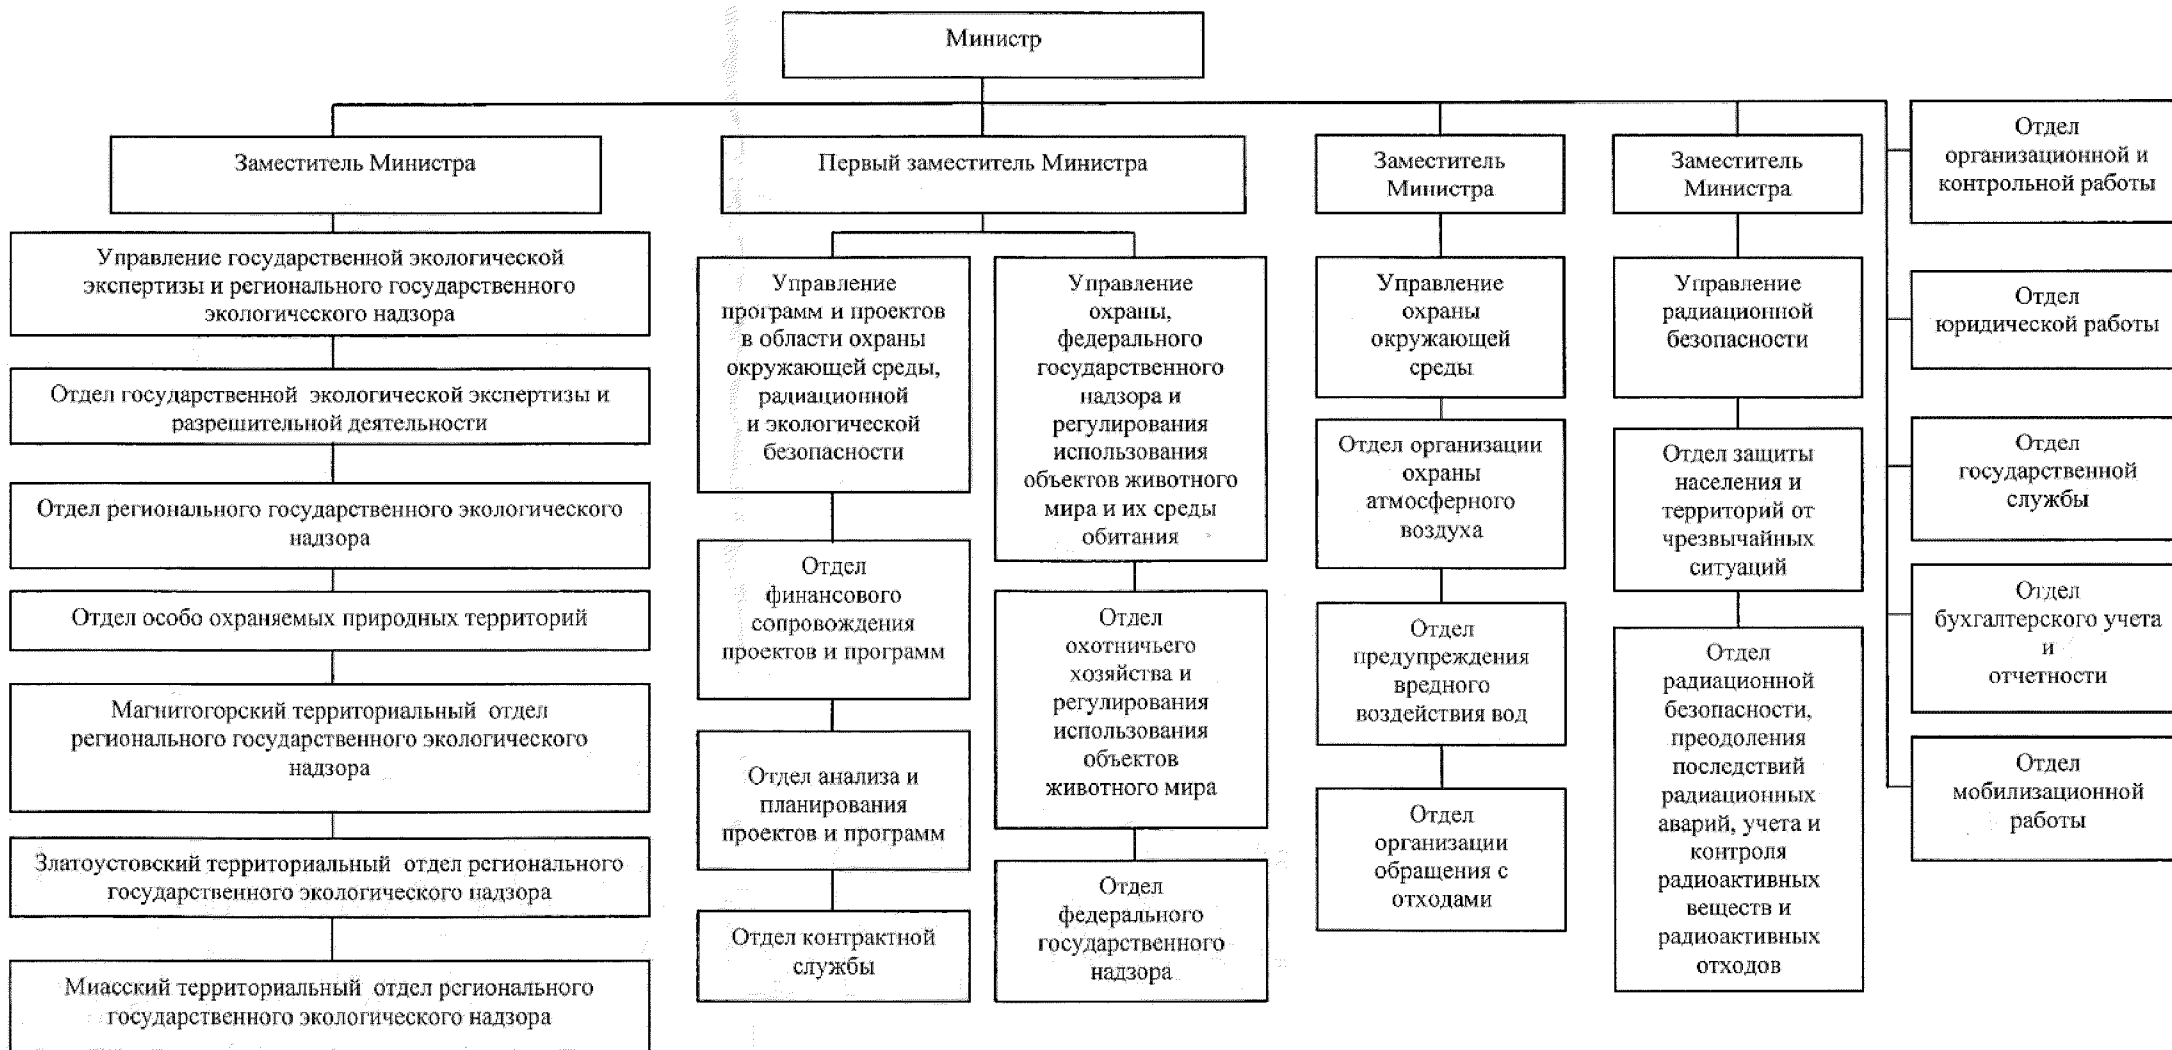 Министр
Заместитель Министра
Управление государственной экологической
экспертизы и регионального государственного
экологического надзора
Отдел государственной экологической экспертизы и
разрешительной деятельности
Отдел регионального государственного экологического
надзора
Отдел особо охраняемых природных территорий
Магнитогорский территориальный отдел
регионального государственного экологического
надзора
Златоустовский территориальный отдел регионального
государственного экологического надзора
Миасский территориальный отдел регионального
государственного экологического надзора
Первый заместитель Министра
Управление
программ и проектов
в области охраны
окружающей среды,
радиационной
и экологической
безопасности
Отдел
финансового
сопровождения
проектов и программ
Отдел анализа и
планирования
проектов и программ
Отдел контрактной
службы
Управление
охраны,
федерального
государственного
надзора и
регулирования
использования
объектов животного
мира и их среды
обитания
Отдел
охотничьего
хозяйства и
регулирования
использования
объектов
животного мира
Отдел
федерального
государственного
надзора
Заместитель
Министра
Управление
охраны
окружающей
среды
Отдел организации
охраны
атмосферного
воздуха
Отдел
предупреждения
вредного
воздействия вод
Отдел
организации
обращения с
отходами
Заместитель
Министра
Управление
радиационной
безопасности
Отдел защиты
населения и
территорий от
чрезвычайных
ситуаций
Отдел
радиационной
безопасности,
преодоления
последствий
радиационных
аварий, учета и
контроля
радиоактивных
веществ и
радиоактивных
отходов
Отдел
организационной и
контрольной работы
Отдел
юридической работы
Отдел
государственной
службы
Отдел
бухгалтерского учета
и
отчетности
Отдел
мобилизационной
работы